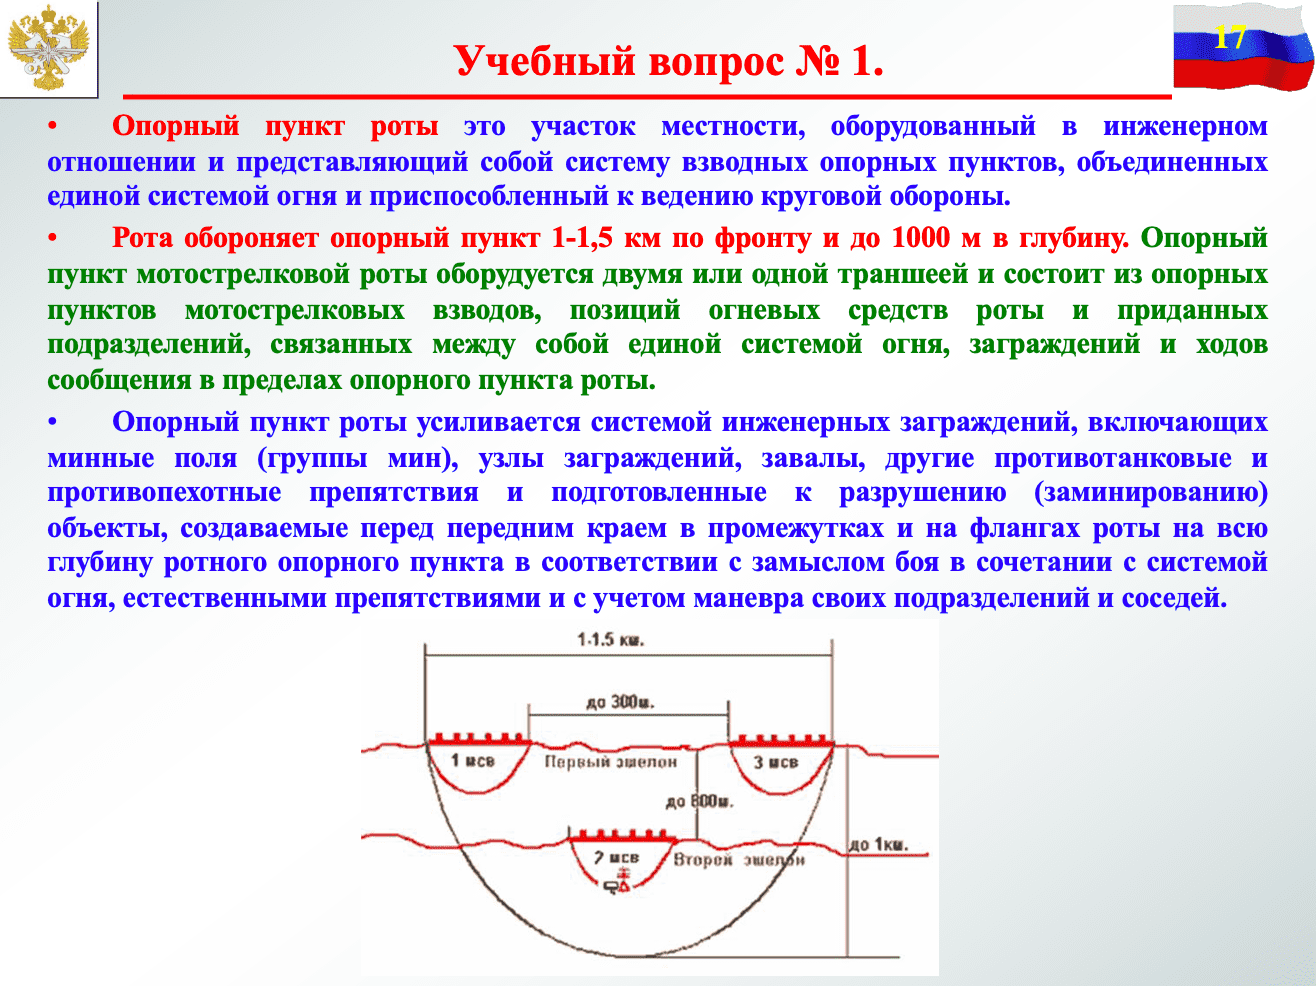 17
Учебный вопрос № 1.
• Опорный пункт роты это участок местности, оборудованный в инженерном
отношении и представляющий собой систему взводных опорных пунктов, объединенных
единой системой огня и приспособленный к ведению круговой обороны.
• Рота обороняет опорный пункт 1-1,5 км по фронту и до 1000 м в глубину. Опорный
пункт мотострелковой роты оборудуется двумя или одной траншеей и состоит из опорных
пунктов мотострелковых взводов, позиций огневых средств роты и приданных
подразделений, связанных между собой единой системой огня, заграждений и ходов
сообщения в пределах опорного пункта роты.
• Опорный пункт роты усиливается системой инженерных заграждений, включающих
минные поля (группы мин), узлы заграждений, завалы, другие противотанковые и
противопехотные препятствия и подготовленные к разрушению (заминированию)
объекты, создаваемые перед передним краем в промежутках и на флангах роты на всю
глубину ротного опорного пункта в соответствии с замыслом боя в сочетании с системой
огня, естественными препятствиями и с учетом маневра своих подразделений и соседей.
1-1.5 км.
до 300м.
1 мсв
Первый эшелон
3 мсв
до 800м.
до 1км.
2 мсв
Второй эшелон